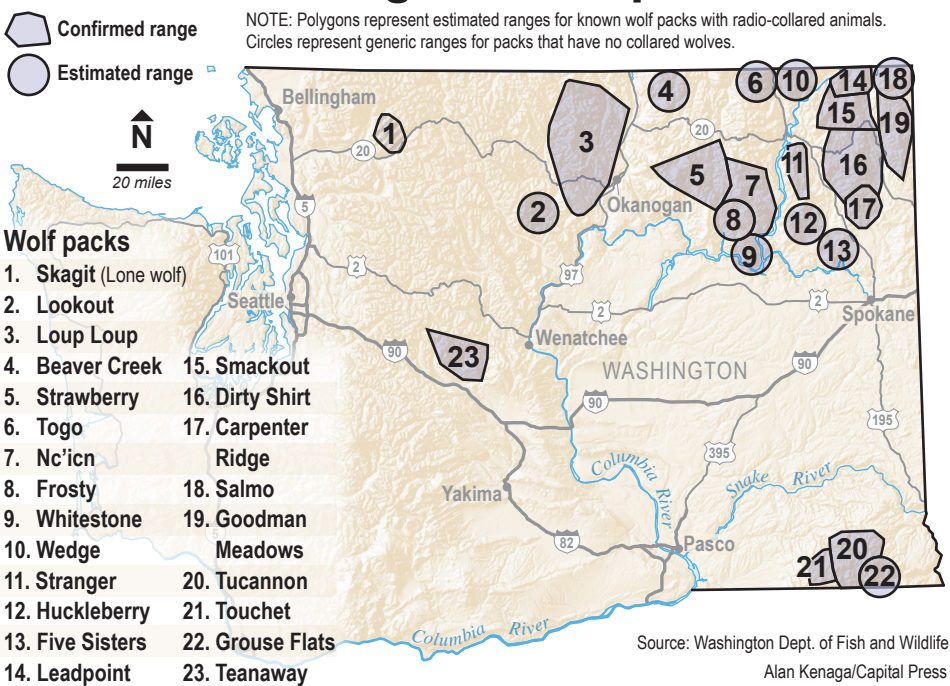 Confirmed range
Estimated range
NOTE: Polygons represent estimated ranges for known wolf packs with radio-collared animals.
Circles represent generic ranges for packs that have no collared wolves.
N
20 miles
Bellingham
1
20
3
4
20
6
10
14
18
15
19
5
7
11
16
Okanogan
2
8
12
17
9
13
5
101
2
97
2
2
Seattle
Spokane
Wenatchee
90
23
WASHINGTON
90
90
195
395
Columbia River
Snake River
Yakima
82
Pasco
20
21
22
Columbia River
Wolf packs
1. Skagit (Lone wolf)
2. Lookout
3. Loup Loup
4. Beaver Creek
5. Strawberry
6. Togo
7. Nc'icn
8. Frosty
9. Whitestone
10. Wedge
11. Stranger
12. Huckleberry
13. Five Sisters
14. Leadpoint
15. Smackout
16. Dirty Shirt
17. Carpenter
Ridge
18. Salmo
19. Goodman
Meadows
20. Tucannon
21. Touchet
22. Grouse Flats
23. Teanaway
Source: Washington Dept. of Fish and Wildlife
Alan Kenaga/Capital Press